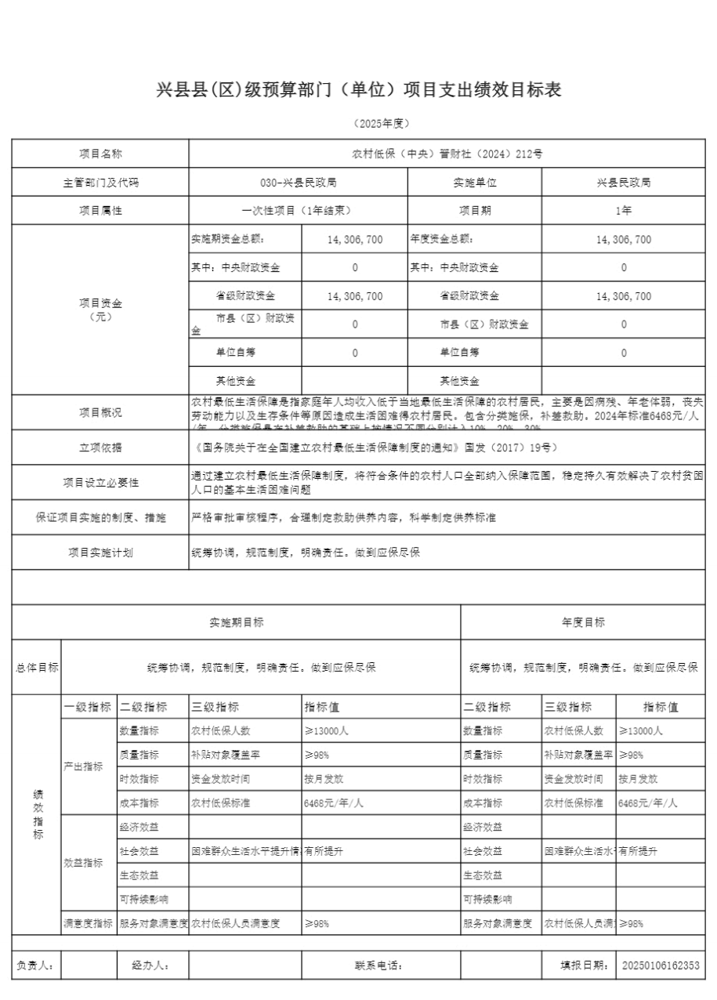 兴县县(区)级预算部门（单位）项目支出绩效目标表
（2025年度）
项目名称 农村低保（中央）晋财社（2024）212号
主管部门及代码 030-兴县民政局 实施单位 兴县民政局
项目属性 一次性项目（1年结束） 项目期 1年
项目资金
（元）
实施期资金总额： 14,306,700 年度资金总额： 14,306,700
其中：中央财政资金 0 其中：中央财政资金 0
省级财政资金 14,306,700 省级财政资金 14,306,700
市县（区）财政资
金 0 市县（区）财政资金 0
单位自筹 0 单位自筹 0
其他资金 其他资金
项目概况
农村最低生活保障是指家庭年人均收入低于当地最低生活保障的农村居民，主要是因病残、年老体弱，丧失
劳动能力以及生存条件等原因造成生活困难得农村居民。包含分类施保，补差救助。2024年标准6468元/人
/年，分类施保是在补差救助的基础上按情况不同分别计入10%、20%、30%
立项依据 《国务院关于在全国建立农村最低生活保障制度的通知》国发（2017）19号）
项目设立必要性
通过建立农村最低生活保障制度，将符合条件的农村人口全部纳入保障范围，稳定持久有效解决了农村贫困
人口的基本生活困难问题
保证项目实施的制度、措施 严格审批审核程序，合理制定救助供养内容，科学制定供养标准
项目实施计划 统筹协调，规范制度，明确责任。做到应保尽保
实施期目标 年度目标
总体目标 统筹协调，规范制度，明确责任。做到应保尽保 统筹协调，规范制度，明确责任。做到应保尽保
绩效指标
一级指标 二级指标 三级指标 指标值 二级指标 三级指标 指标值
产出指标
数量指标 农村低保人数 ≥13000人 数量指标 农村低保人数 ≥13000人
质量指标 补贴对象覆盖率 ≥98% 质量指标 补贴对象覆盖率 ≥98%
时效指标 资金发放时间 按月发放 时效指标 资金发放时间 按月发放
成本指标 农村低保标准 6468元/年/人 成本指标 农村低保标准 6468元/年/人
效益指标
经济效益 经济效益
社会效益 困难群众生活水平提升情 有所提升 社会效益 困难群众生活水 有所提升
生态效益 生态效益
可持续影响 可持续影响
满意度指标 服务对象满意度 农村低保人员满意度 ≥98% 服务对象满意度 农村低保人员满 ≥98%
负责人： 经办人： 联系电话： 填报日期： 20250106162353